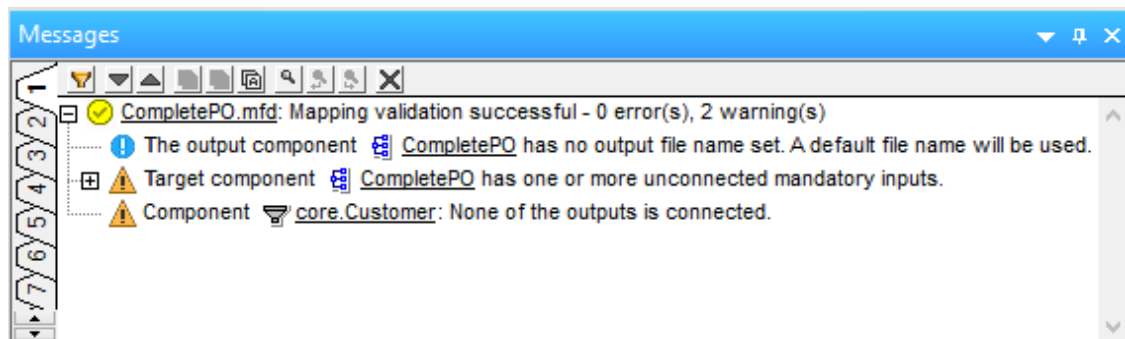 Messages
CompletePO.mfd: Mapping validation successful - 0 error(s), 2 warning(s)
The output component CompletePO has no output file name set. A default file name will be used.
Target component CompletePO has one or more unconnected mandatory inputs.
Component core.Customer: None of the outputs is connected.
1
2
3
4
5
6
7